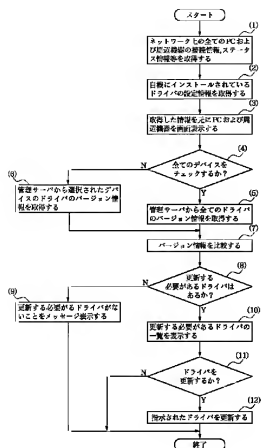 スタート
(1)
ネットワーク上の全てのPCおよ
び周辺機器の接続情報、ステータ
ス情報等を取得する
(2)
自機にインストールされている
ドライバの設定情報を取得する
(3)
取得した情報を元にPCおよび周
辺機器を画面表示する
(4)
全てのデバイスを
チェックするか？
N
Y
(6)
管理サーバから選択されたデバ
イスのドライバのバージョン情
報を取得する
(5)
管理サーバから全てのドライバ
のバージョン情報を取得する
(7)
バージョン情報を比較する
(8)
更新する
必要があるドライバは
あるか？
N
Y
(9)
更新する必要がるドライバがな
いことをメッセージ表示する
(10)
更新する必要があるドライバの
一覧を表示する
(11)
ドライバを
更新するか？
N
Y
(12)
指示されたドライバを更新する
終了